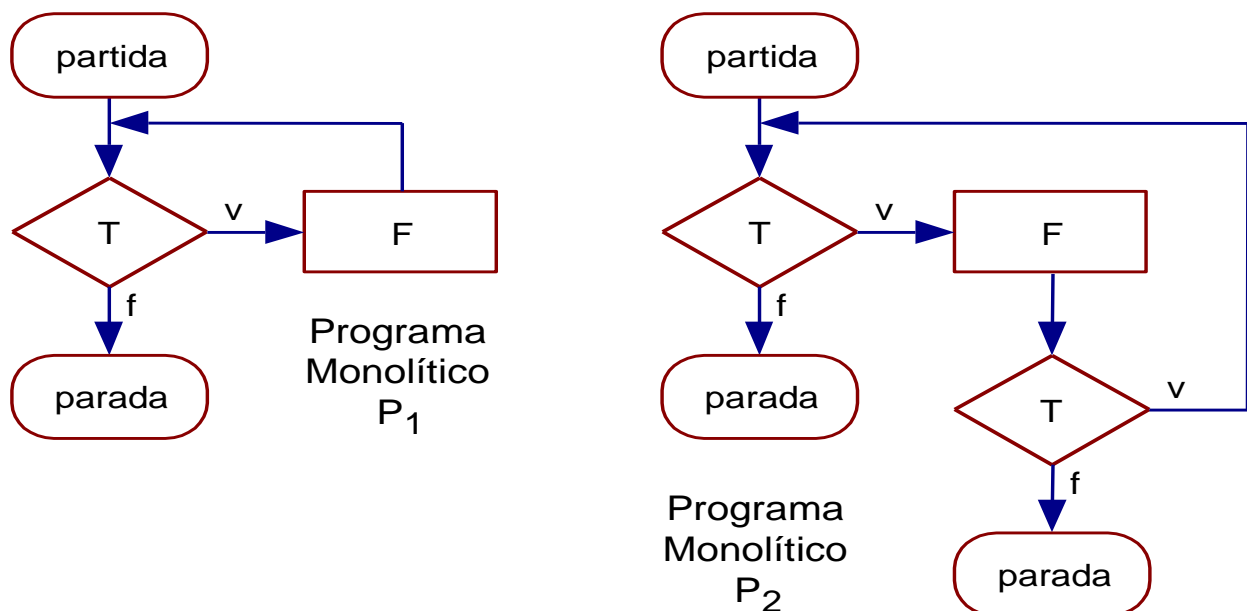 partida
T
v
F
f
parada
Programa
Monolítico
P1
partida
T
v
F
f
parada
T
v
f
parada
Programa
Monolítico
P2